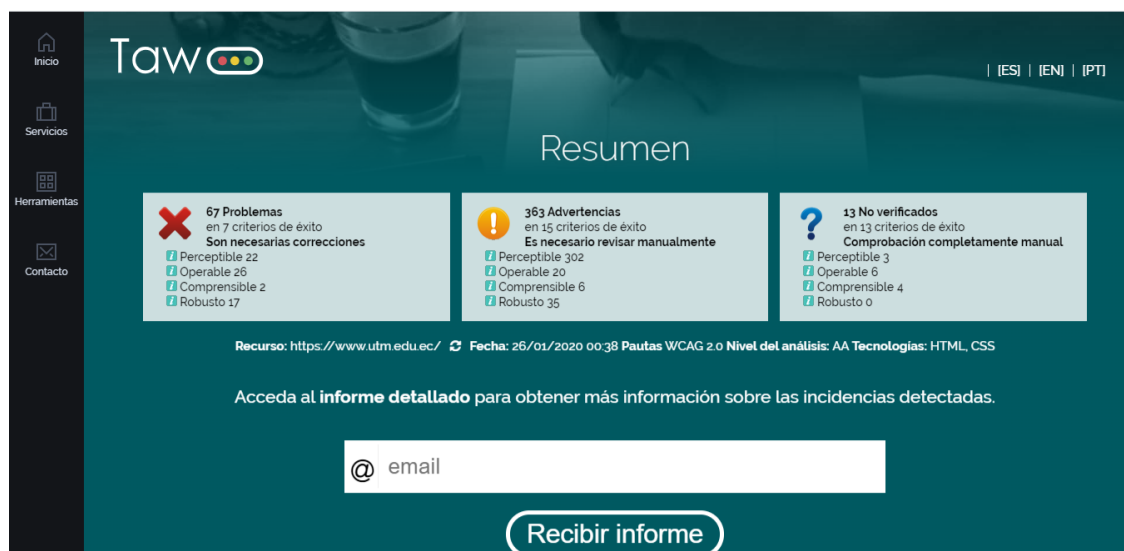 Inicio
Servicios
Herramientas
Contacto
Taw
| [ES] | [EN] | [PT]
Resumen
67 Problemas
en 7 criterios de éxito
Son necesarias correcciones
Perceptible 22
Operable 26
Comprensible 2
Robusto 17
363 Advertencias
en 15 criterios de éxito
Es necesario revisar manualmente
Perceptible 302
Operable 20
Comprensible 6
Robusto 35
13 No verificados
en 13 criterios de éxito
Comprobación completamente manual
Perceptible 3
Operable 6
Comprensible 4
Robusto 0
Recurso: https://www.utm.edu.ec/ Fecha: 26/01/2020 00:38 Pautas WCAG 2.0 Nivel del análisis: AA Tecnologías: HTML, CSS
Acceda al informe detallado para obtener más información sobre las incidencias detectadas.
@ email
Recibir informe